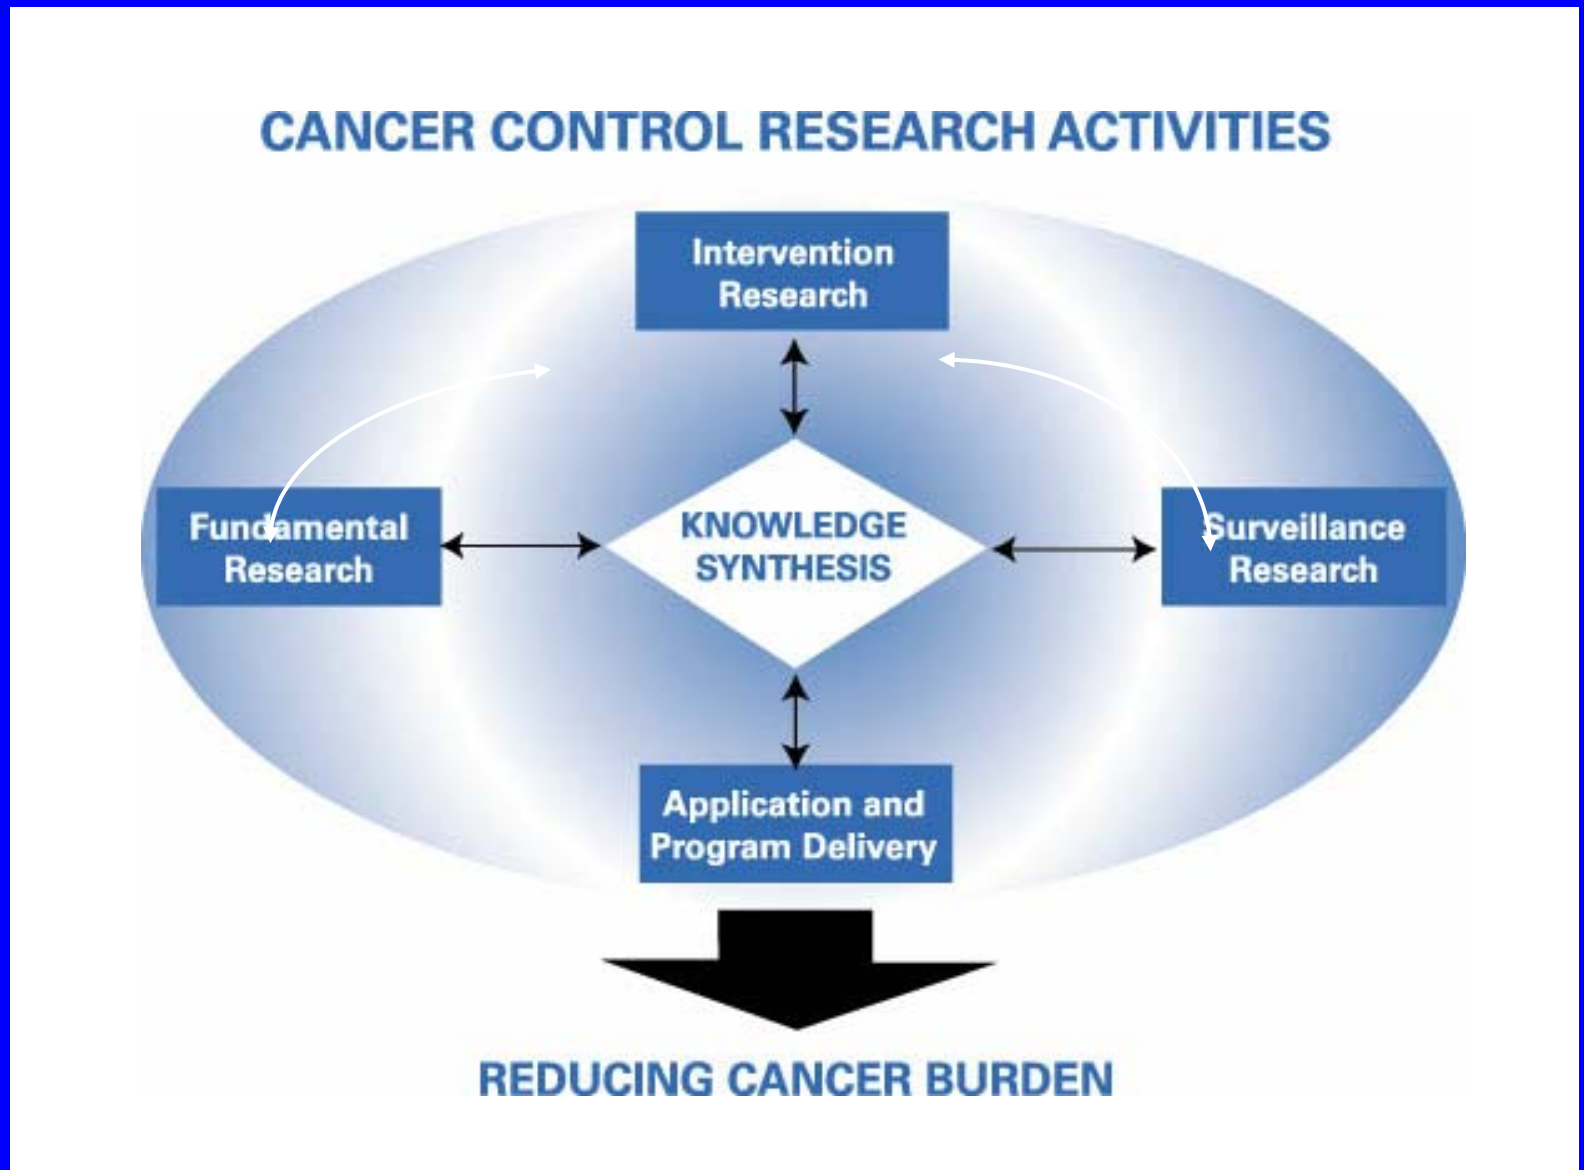 CANCER CONTROL RESEARCH ACTIVITIES
Intervention
Research
Fundamental
Research
KNOWLEDGE
SYNTHESIS
Surveillance
Research
Application and
Program Delivery
REDUCING CANCER BURDEN